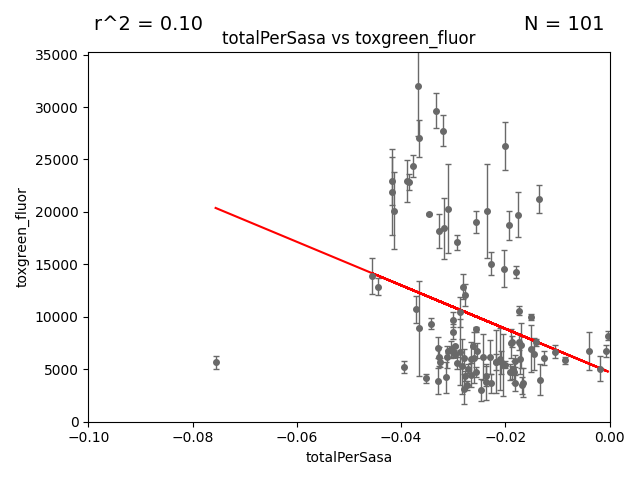 r^2 = 0.10
N = 101
totalPerSasa vs toxgreen_fluor
35000
30000
25000
20000
15000
10000
5000
0
toxgreen_fluor
−0.10
−0.08
−0.06
−0.04
−0.02
0.00
totalPerSasa